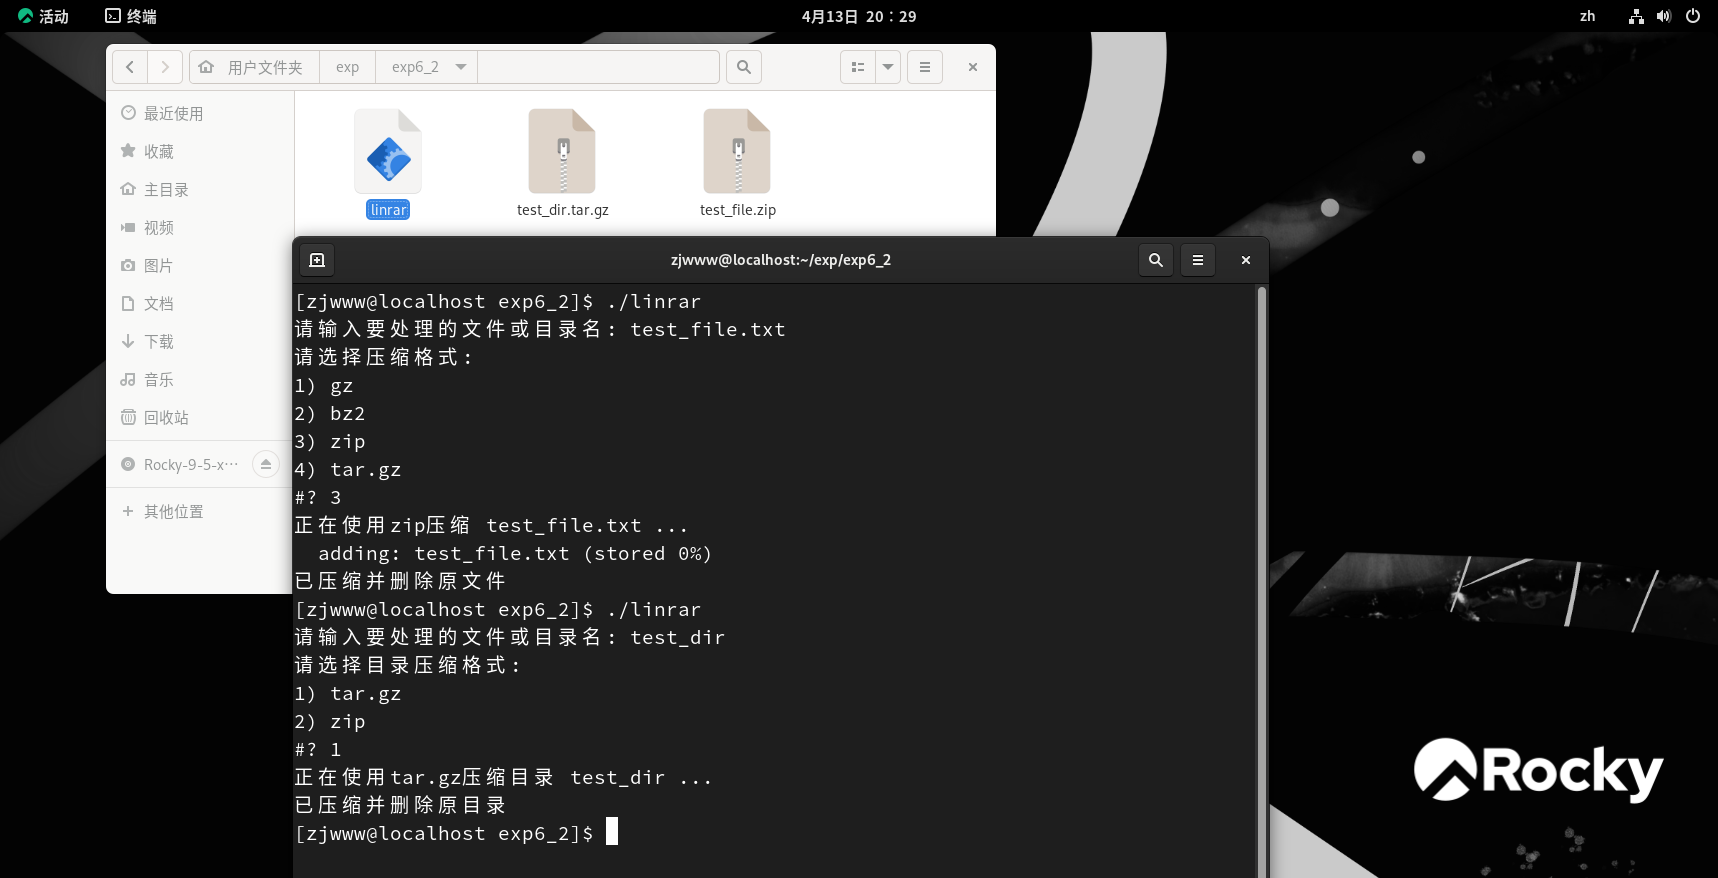 活动 终端 4月13日 20：29 zh
用户文件夹 exp exp6_2
最近使用
收藏
主目录
视频
图片
文档
下载
音乐
回收站
Rocky-9-5-x…
其他位置
linrar test_dir.tar.gz test_file.zip
zjwww@localhost:~/exp/exp6_2
[zjwww@localhost exp6_2]$ ./linrar
请输入要处理的文件或目录名: test_file.txt
请选择压缩格式:
1) gz
2) bz2
3) zip
4) tar.gz
#? 3
正在使用zip压缩 test_file.txt ...
  adding: test_file.txt (stored 0%)
已压缩并删除原文件
[zjwww@localhost exp6_2]$ ./linrar
请输入要处理的文件或目录名: test_dir
请选择目录压缩格式:
1) tar.gz
2) zip
#? 1
正在使用tar.gz压缩目录 test_dir ...
已压缩并删除原目录
[zjwww@localhost exp6_2]$
Rocky